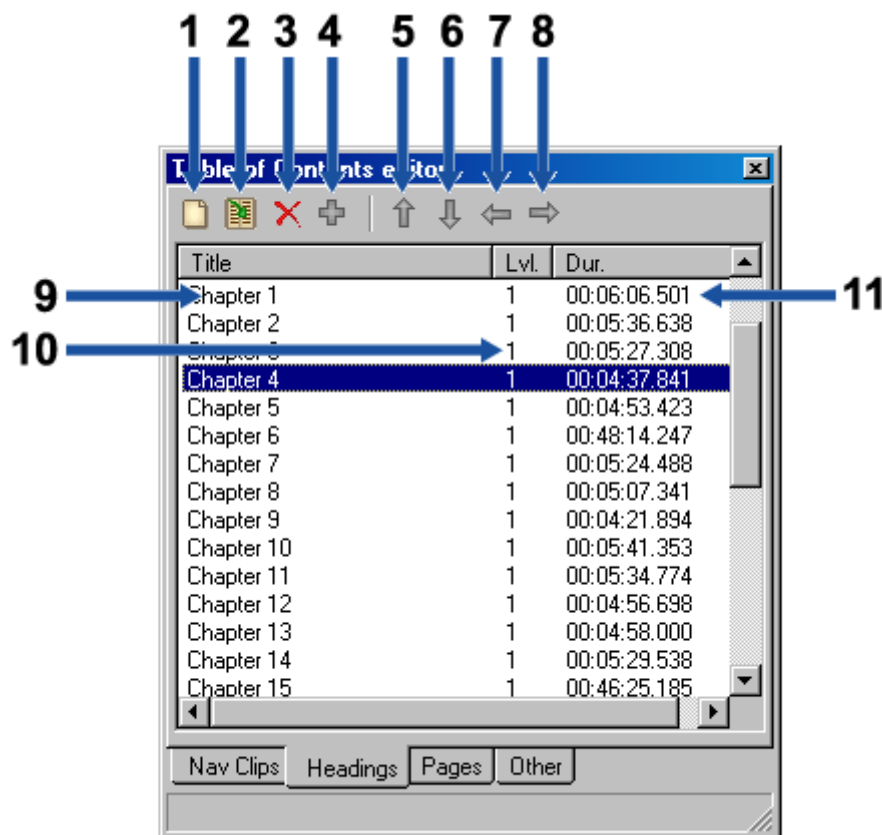 1 2 3 4 5 6 7 8
Table of Contents editor
Title Lvl. Dur.
9 Chapter 1 1 00:06:06.501 11
Chapter 2 1 00:05:36.638
10 Chapter 3 1 00:05:27.308
Chapter 4 1 00:04:37.841
Chapter 5 1 00:04:53.423
Chapter 6 1 00:48:14.247
Chapter 7 1 00:05:24.488
Chapter 8 1 00:05:07.341
Chapter 9 1 00:04:21.894
Chapter 10 1 00:05:41.353
Chapter 11 1 00:05:34.774
Chapter 12 1 00:04:56.698
Chapter 13 1 00:04:58.000
Chapter 14 1 00:05:29.538
Chapter 15 1 00:46:25.185
Nav Clips Headings Pages Other